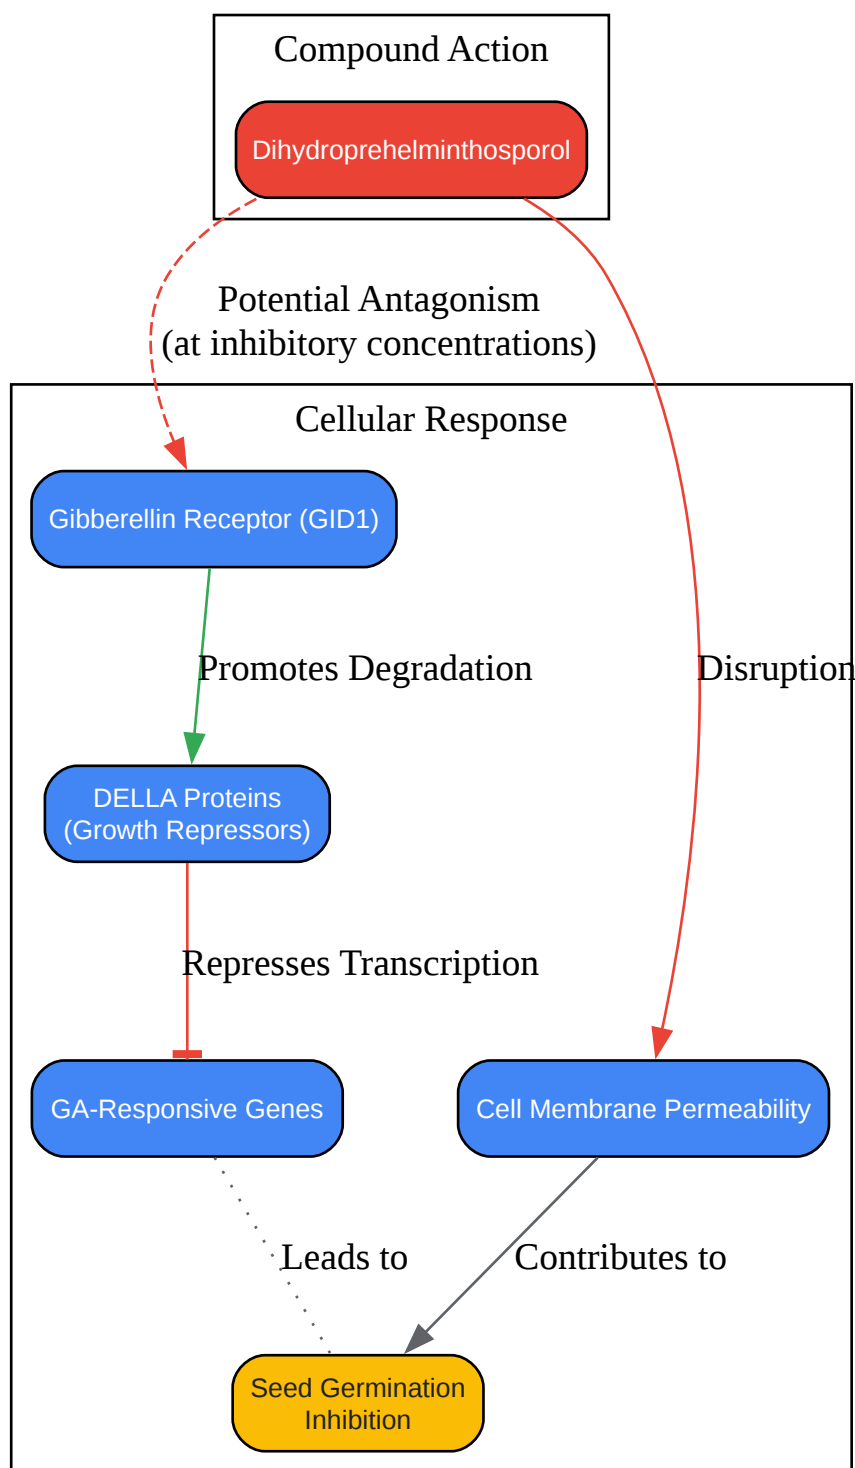 Compound Action
Dihydroprehelminthosporol
Potential Antagonism
(at inhibitory concentrations)
Cellular Response
Gibberellin Receptor (GID1)
Promotes Degradation
Disruption
DELLA Proteins
(Growth Repressors)
Represses Transcription
GA-Responsive Genes
Cell Membrane Permeability
Leads to
Contributes to
Seed Germination
Inhibition